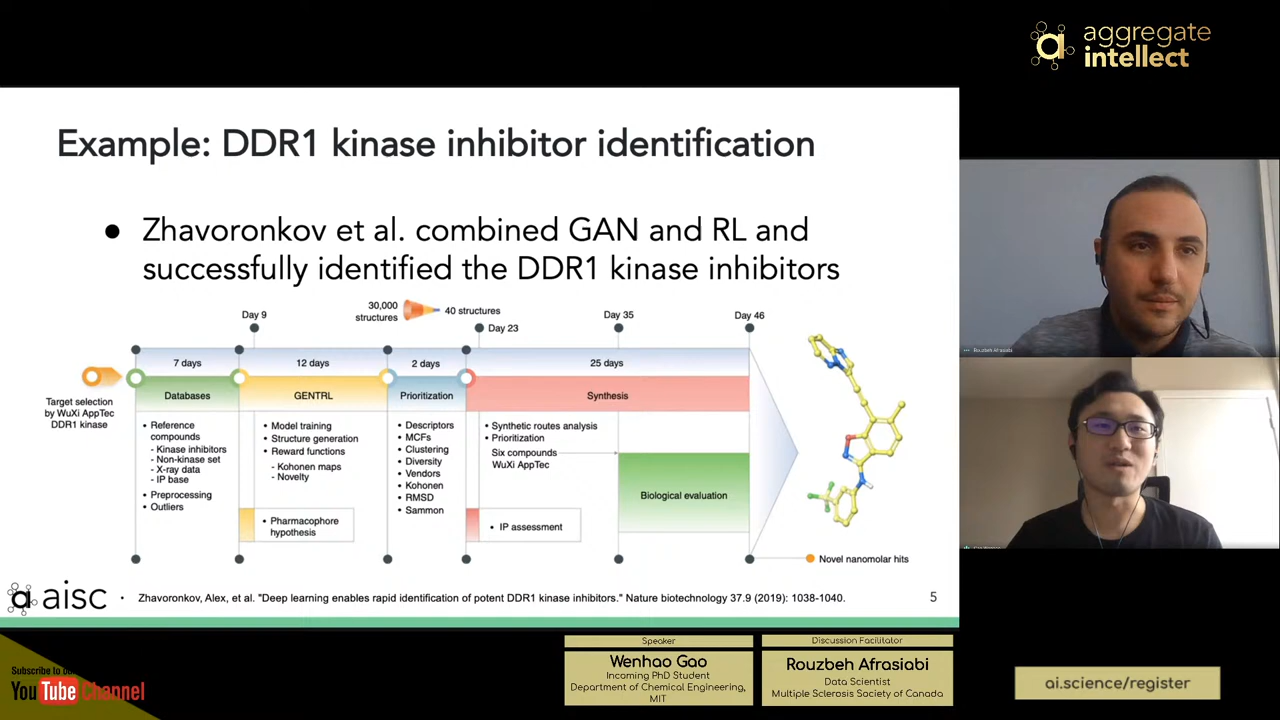 aggregate
intellect
Example: DDR1 kinase inhibitor identification
● Zhavoronkov et al. combined GAN and RL and
successfully identified the DDR1 kinase inhibitors
30,000
structures
40 structures
Day 9
Day 23
Day 35
Day 46
7 days
12 days
2 days
25 days
Target selection
by WuXi AppTec
DDR1 kinase
Databases
GENTRL
Prioritization
Synthesis
• Reference
compounds
- Kinase inhibitors
- Non-kinase set
- X-ray data
- IP base
• Preprocessing
• Outliers
• Model training
• Structure generation
• Reward functions
- Kohonen maps
- Novelty
• Pharmacophore
hypothesis
• Descriptors
• MCFs
• Clustering
• Diversity
• Vendors
• Kohonen
• RMSD
• Sammon
• Synthetic routes analysis
• Prioritization
Six compounds
WuXi AppTec
• IP assessment
Biological evaluation
Novel nanomolar hits
a aisc
• Zhavoronkov, Alex, et al. "Deep learning enables rapid identification of potent DDR1 kinase inhibitors." Nature biotechnology 37.9 (2019): 1038-1040.
5
Rouzbeh Afrasiabi
Subscribe to
YouTube Channel
Speaker
Wenhao Gao
Incoming PhD Student
Department of Chemical Engineering,
MIT
Discussion Facilitator
Rouzbeh Afrasiabi
Data Scientist
Multiple Sclerosis Society of Canada
ai.science/register